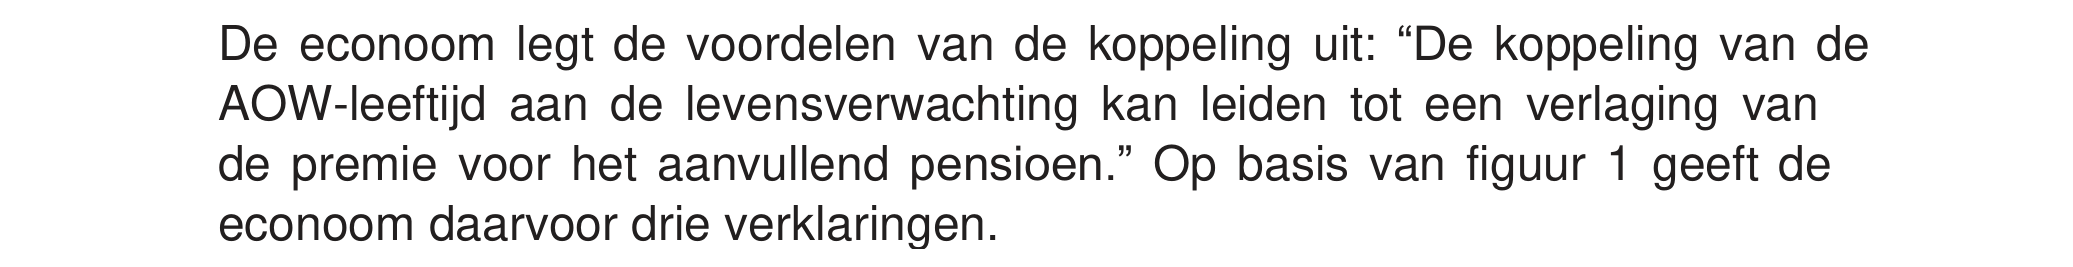 De econoom legt de voordelen van de koppeling uit: “De koppeling van de
AOW-leeftijd aan de levensverwachting kan leiden tot een verlaging van
de premie voor het aanvullend pensioen.” Op basis van figuur 1 geeft de
econoom daarvoor drie verklaringen.